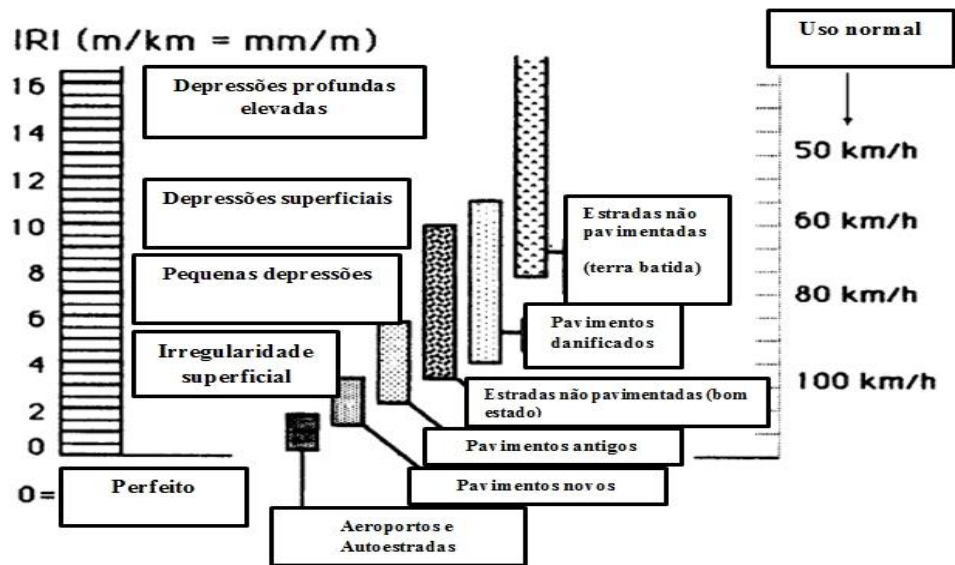 IRI (m/km = mm/m)
Uso normal
16
14
12
10
8
6
4
2
0
0=
Depressões profundas
elevadas
Depressões superficiais
Pequenas depressões
Irregularidade
superficial
Perfeito
Estradas não
pavimentadas
(terra batida)
Pavimentos
danificados
Estradas não pavimentadas (bom
estado)
Pavimentos antigos
Pavimentos novos
Aeroportos e
Autoestradas
50 km/h
60 km/h
80 km/h
100 km/h